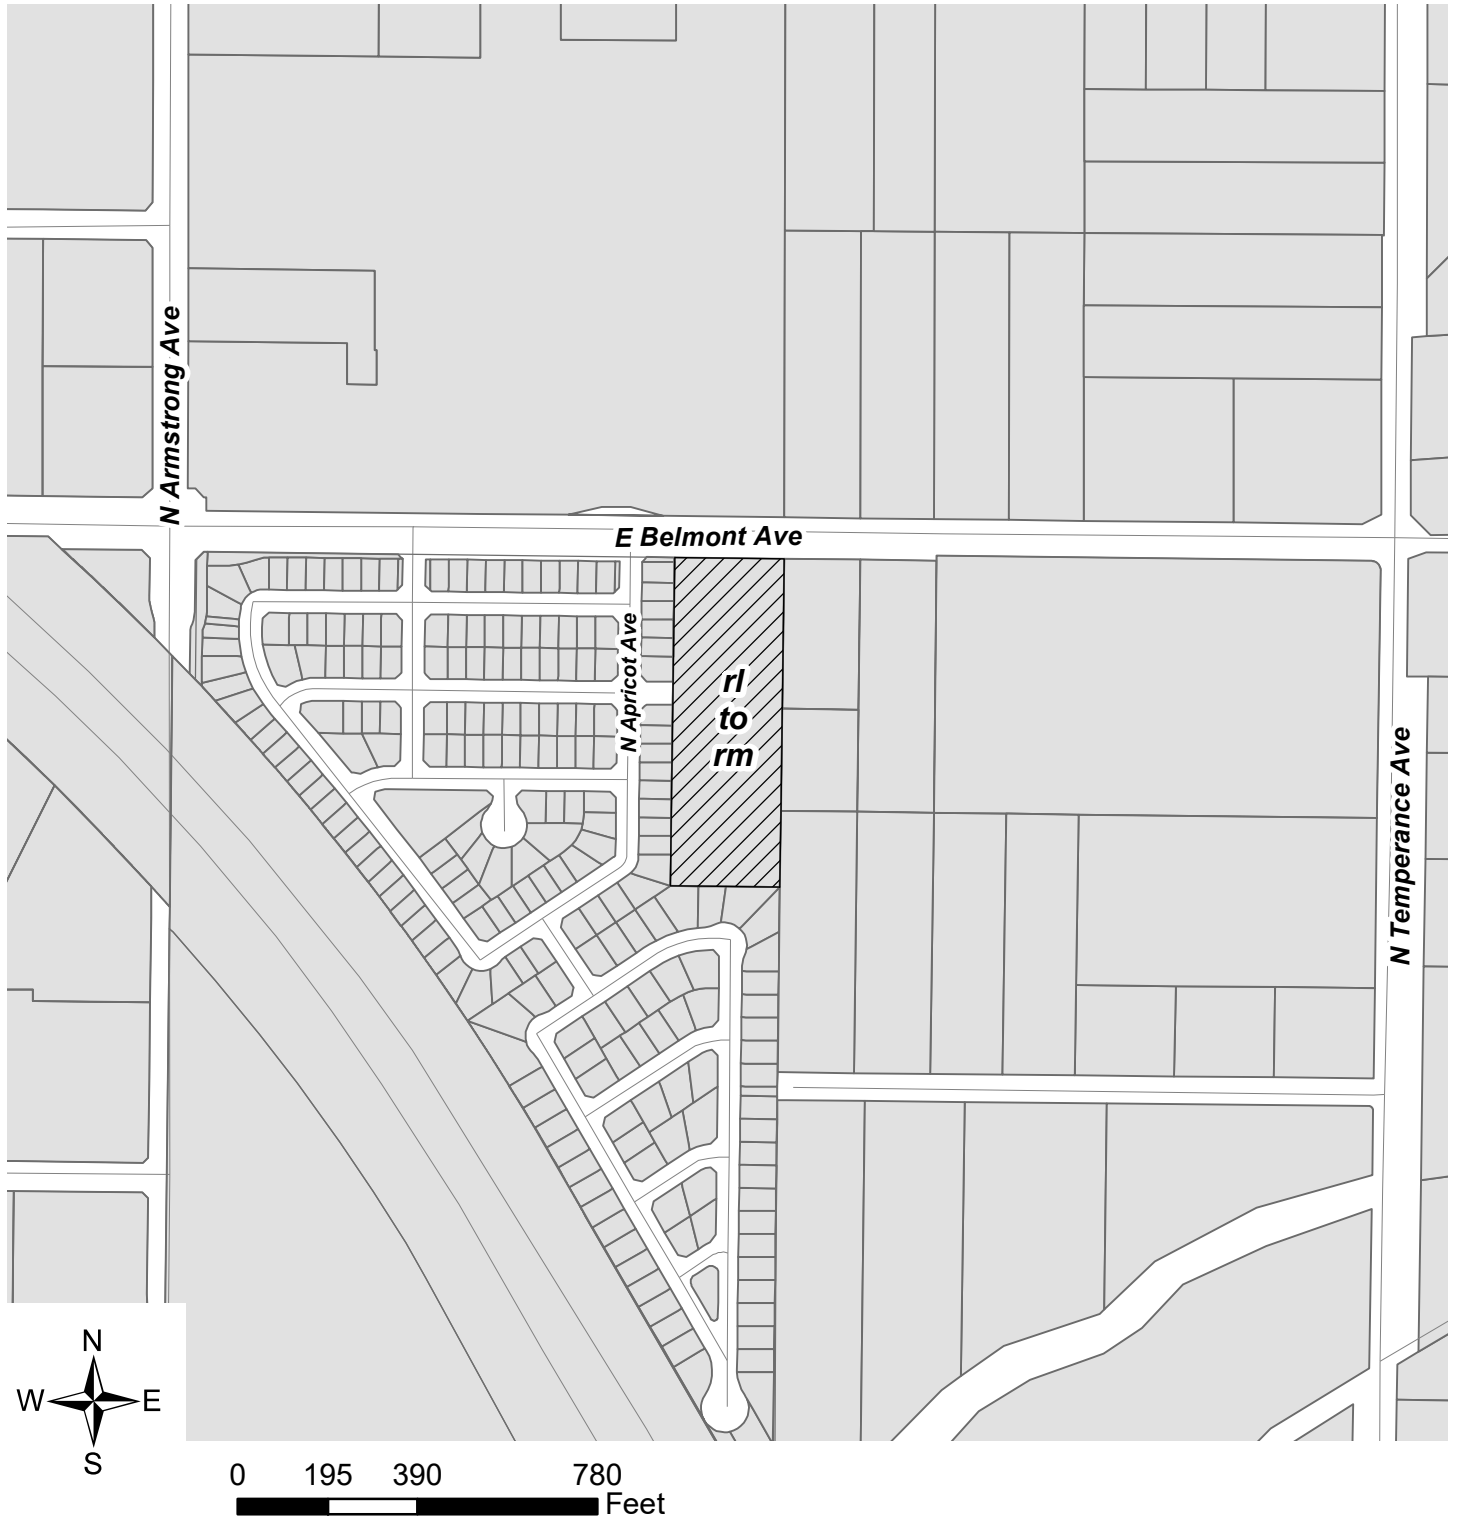 N Armstrong Ave
E Belmont Ave
N Apricot Ave
rl
to
rm
N Temperance Ave
N
W E
S
0 195 390 780
Feet